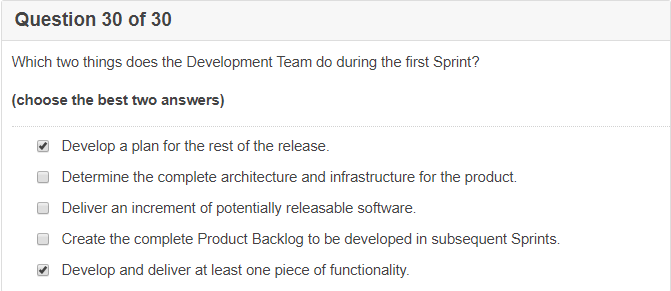 Question 30 of 30
Which two things does the Development Team do during the first Sprint?
(choose the best two answers)
Develop a plan for the rest of the release.
Determine the complete architecture and infrastructure for the product.
Deliver an increment of potentially releasable software.
Create the complete Product Backlog to be developed in subsequent Sprints.
Develop and deliver at least one piece of functionality.